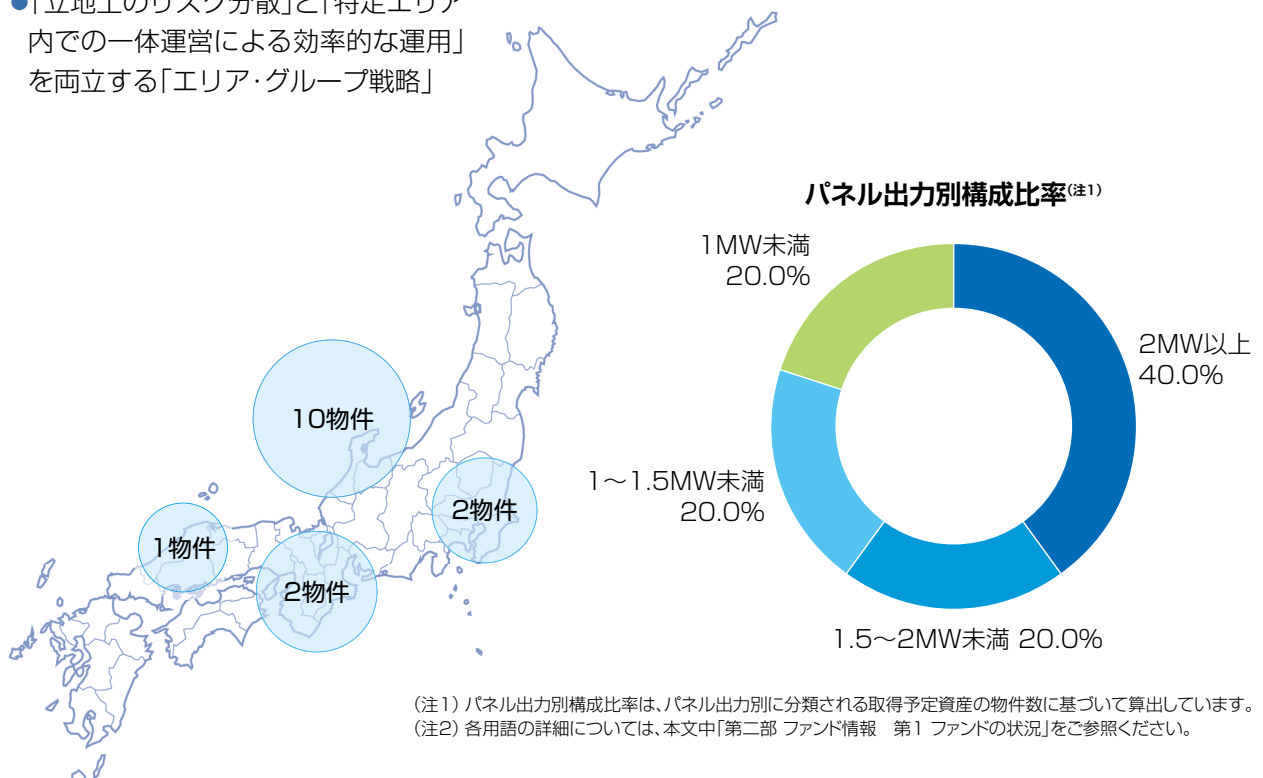 ●「立地上のリスク分散」と「特定エリア
内での一体運営による効率的な運用」
を両立する「エリア・グループ戦略」
10物件
2物件
1物件
2物件
パネル出力別構成比率(注1)
1MW未満
20.0%
2MW以上
40.0%
1〜1.5MW未満
20.0%
1.5〜2MW未満 20.0%
(注1) パネル出力別構成比率は、パネル出力別に分類される取得予定資産の物件数に基づいて算出しています。
(注2) 各用語の詳細については、本文中「第二部 ファンド情報　第1 ファンドの状況」をご参照ください。